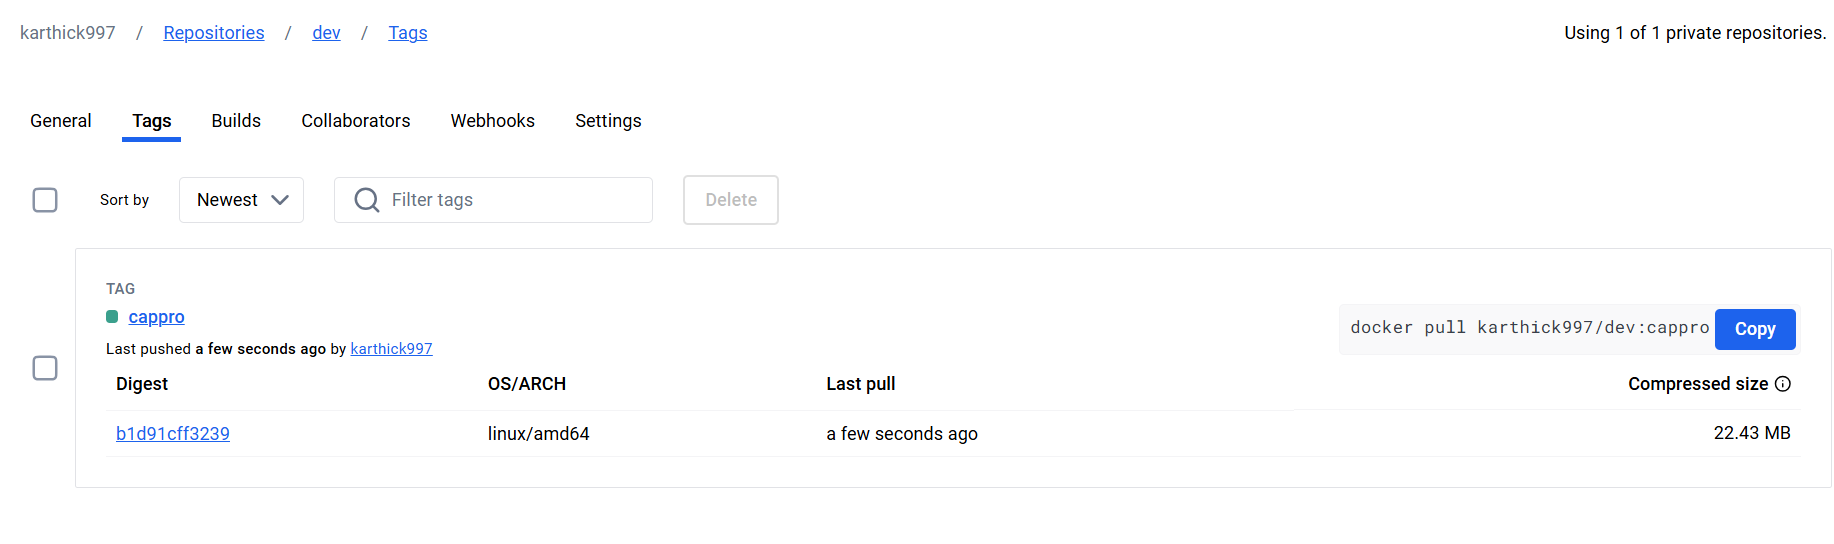 karthick997 / Repositories / dev / Tags Using 1 of 1 private repositories.
General Tags Builds Collaborators Webhooks Settings
Sort by Newest Filter tags Delete
TAG
cappro
docker pull karthick997/dev:cappro Copy
Last pushed a few seconds ago by karthick997
Digest OS/ARCH Last pull Compressed size
b1d91cff3239 linux/amd64 a few seconds ago 22.43 MB